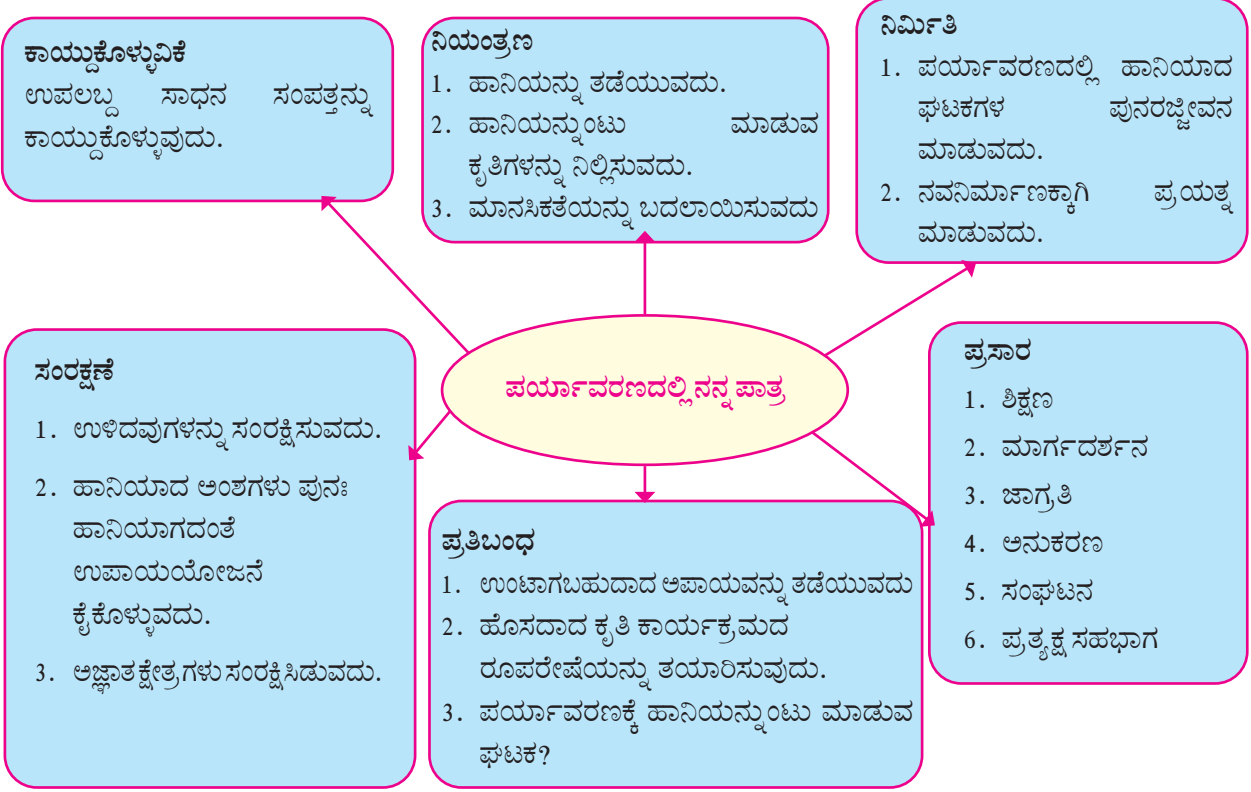 ಕಾಯ್ದುಕೊಳ್ಳುವಿಕೆ
ಉಪಲಬ್ದ ಸಾಧನ ಸಂಪತ್ತನ್ನು
ಕಾಯ್ದುಕೊಳ್ಳುವುದು.
ನಿಯಂತ್ರಣ
1. ಹಾನಿಯನ್ನು ತಡೆಯುವದು.
2. ಹಾನಿಯನ್ನುಂಟು ಮಾಡುವ
ಕೃತಿಗಳನ್ನು ನಿಲ್ಲಿಸುವದು.
3. ಮಾನಸಿಕತೆಯನ್ನು ಬದಲಾಯಿಸುವದು
ನಿರ್ಮಿತಿ
1. ಪರ್ಯಾವರಣದಲ್ಲಿ ಹಾನಿಯಾದ
ಘಟಕಗಳ ಪುನರಜ್ಜೀವನ
ಮಾಡುವದು.
2. ನವನಿರ್ಮಾಣಕ್ಕಾಗಿ ಪ್ರಯತ್ನ
ಮಾಡುವದು.
ಪರ್ಯಾವರಣದಲ್ಲಿ ನನ್ನ ಪಾತ್ರ
ಸಂರಕ್ಷಣೆ
1. ಉಳಿದವುಗಳನ್ನು ಸಂರಕ್ಷಿಸುವದು.
2. ಹಾನಿಯಾದ ಅಂಶಗಳು ಪುನಃ
ಹಾನಿಯಾಗದಂತೆ
ಉಪಾಯಯೋಜನೆ
ಕೈಕೊಳ್ಳುವದು.
3. ಅಜ್ಞಾತಕ್ಷೇತ್ರಗಳು ಸಂರಕ್ಷಿಸಿಡುವದು.
ಪ್ರತಿಬಂಧ
1. ಉಂಟಾಗಬಹುದಾದ ಅಪಾಯವನ್ನು ತಡೆಯುವದು
2. ಹೊಸದಾದ ಕೃತಿ ಕಾರ್ಯಕ್ರಮದ
ರೂಪರೇಷೆಯನ್ನು ತಯಾರಿಸುವುದು.
3. ಪರ್ಯಾವರಣಕ್ಕೆ ಹಾನಿಯನ್ನುಂಟು ಮಾಡುವ
ಘಟಕ?
ಪ್ರಸಾರ
1. ಶಿಕ್ಷಣ
2. ಮಾರ್ಗದರ್ಶನ
3. ಜಾಗ್ರತಿ
4. ಅನುಕರಣ
5. ಸಂಘಟನ
6. ಪ್ರತ್ಯಕ್ಷ ಸಹಭಾಗ